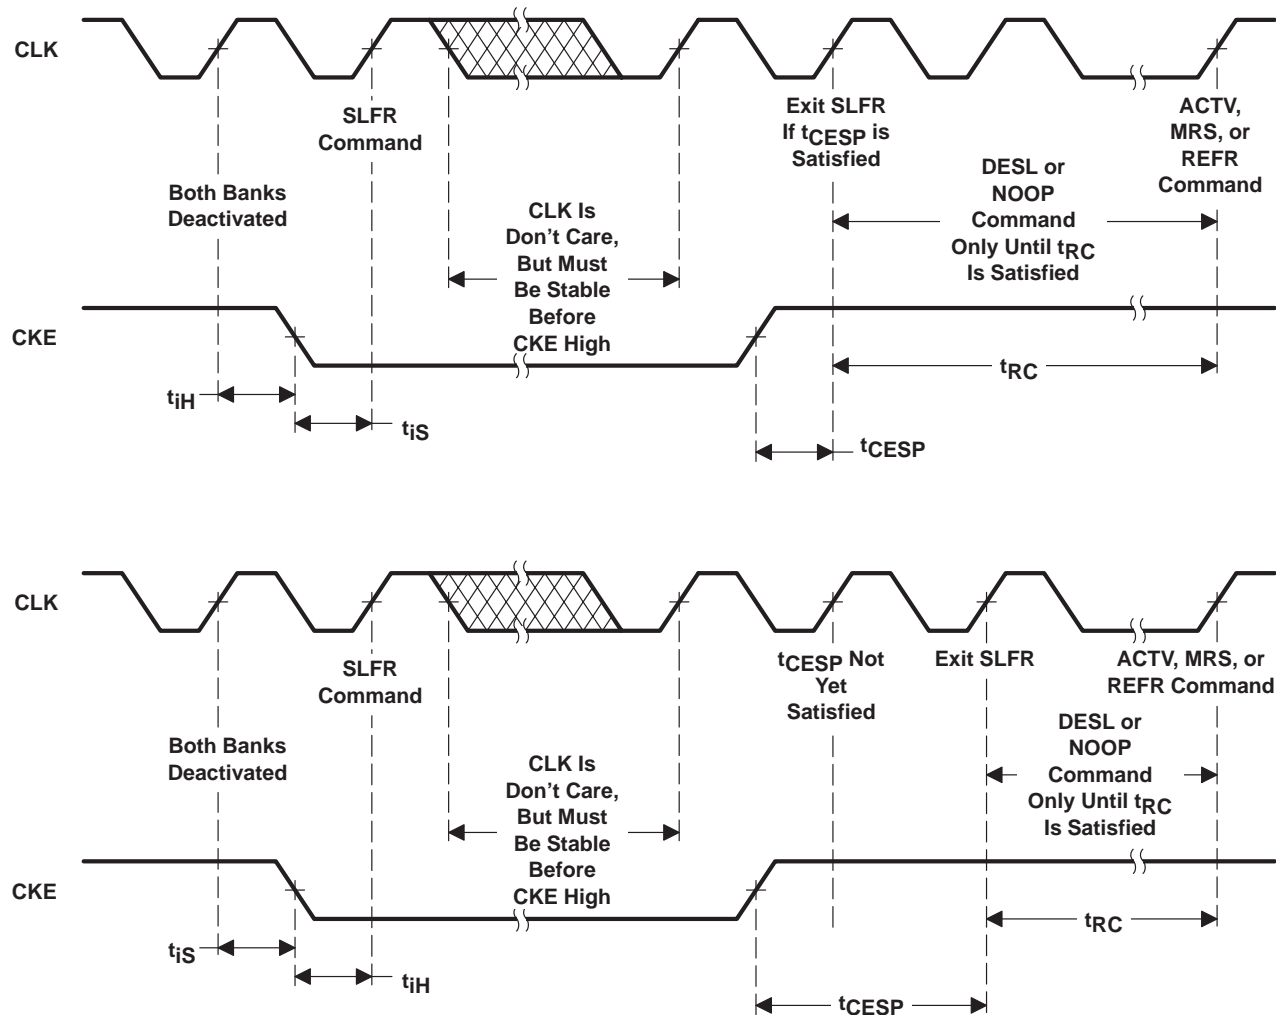 CLK
SLFR
Command
Exit SLFR
If tCESP is
Satisfied
ACTV,
MRS, or
REFR
Command
Both Banks
Deactivated
CLK Is
Don't Care,
But Must
Be Stable
Before
CKE High
DESL or
NOOP
Command
Only Until tRC
Is Satisfied
CKE
tiH
tiS
tRC
tCESP
CLK
SLFR
Command
tCESP Not
Yet
Satisfied
Exit SLFR
ACTV, MRS, or
REFR Command
Both Banks
Deactivated
CLK Is
Don't Care,
But Must
Be Stable
Before
CKE High
DESL or
NOOP
Command
Only Until tRC
Is Satisfied
CKE
tiS
tiH
tRC
tCESP